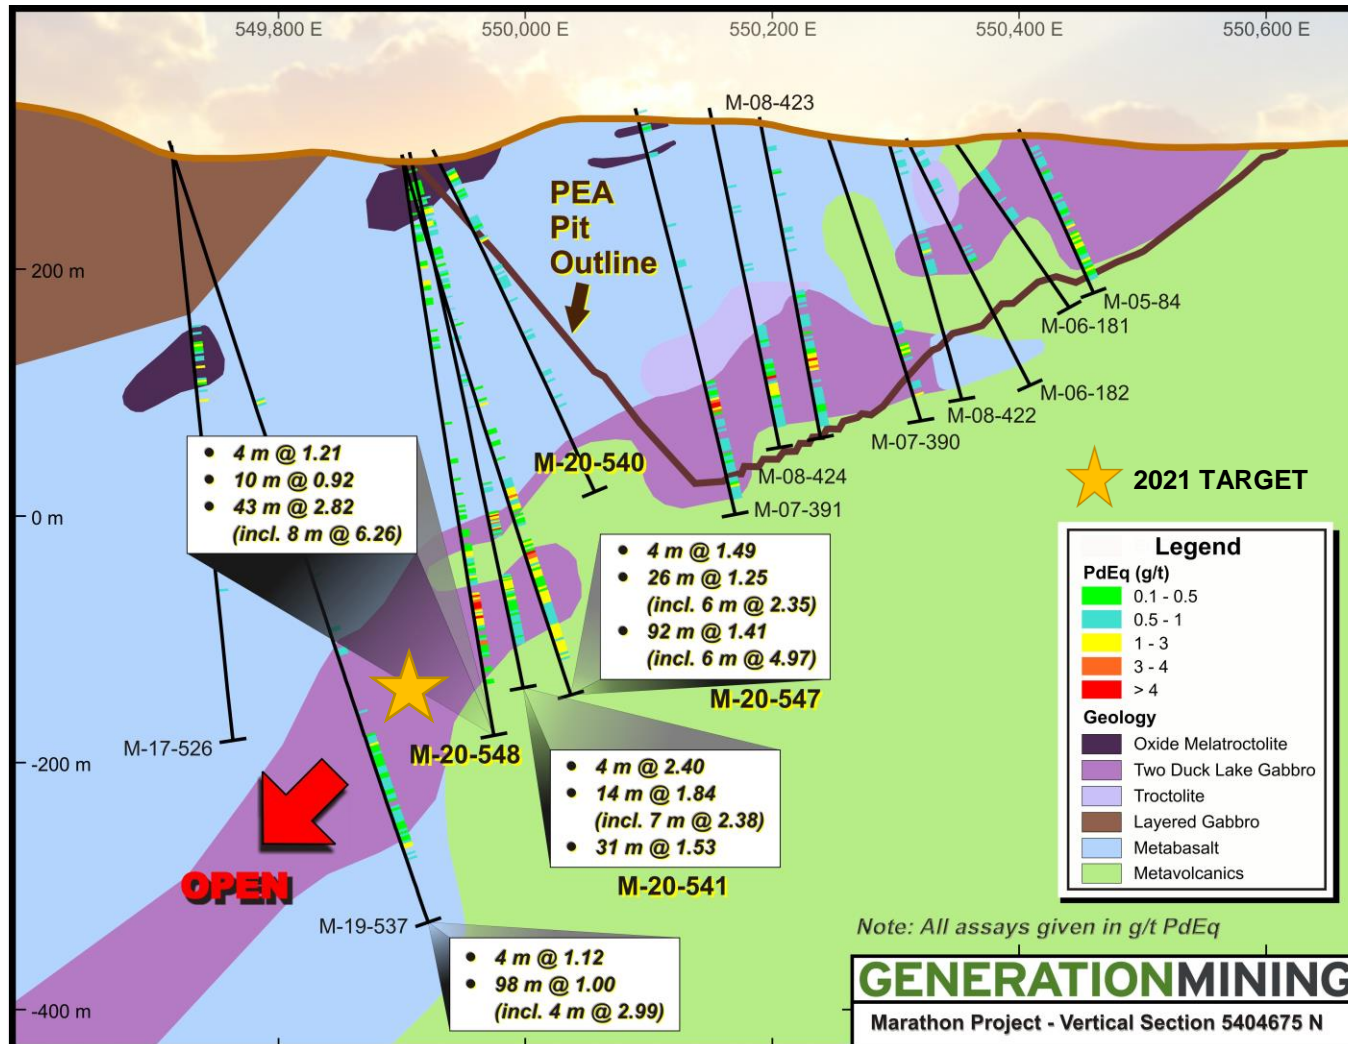 549,800 E
550,000 E
550,200 E
550,400 E
550,600 E
M-08-423
PEA
Pit
Outline
200 m
M-05-84
M-06-181
M-06-182
M-08-422
M-07-390
M-08-424
M-07-391
M-20-540
• 4 m @ 1.21
• 10 m @ 0.92
• 43 m @ 2.82
(incl. 8 m @ 6.26)
2021 TARGET
0 m
• 4 m @ 1.49
• 26 m @ 1.25
(incl. 6 m @ 2.35)
• 92 m @ 1.41
(incl. 6 m @ 4.97)
M-20-547
Legend
PdEq (g/t)
0.1 - 0.5
0.5 - 1
1 - 3
3 - 4
> 4
Geology
Oxide Melatroctolite
Two Duck Lake Gabbro
Troctolite
Layered Gabbro
Metabasalt
Metavolcanics
M-17-526
M-20-548
-200 m
• 4 m @ 2.40
• 14 m @ 1.84
(incl. 7 m @ 2.38)
• 31 m @ 1.53
M-20-541
OPEN
M-19-537
• 4 m @ 1.12
• 98 m @ 1.00
(incl. 4 m @ 2.99)
-400 m
Note: All assays given in g/t PdEq
GENERATIONMINING
Marathon Project - Vertical Section 5404675 N